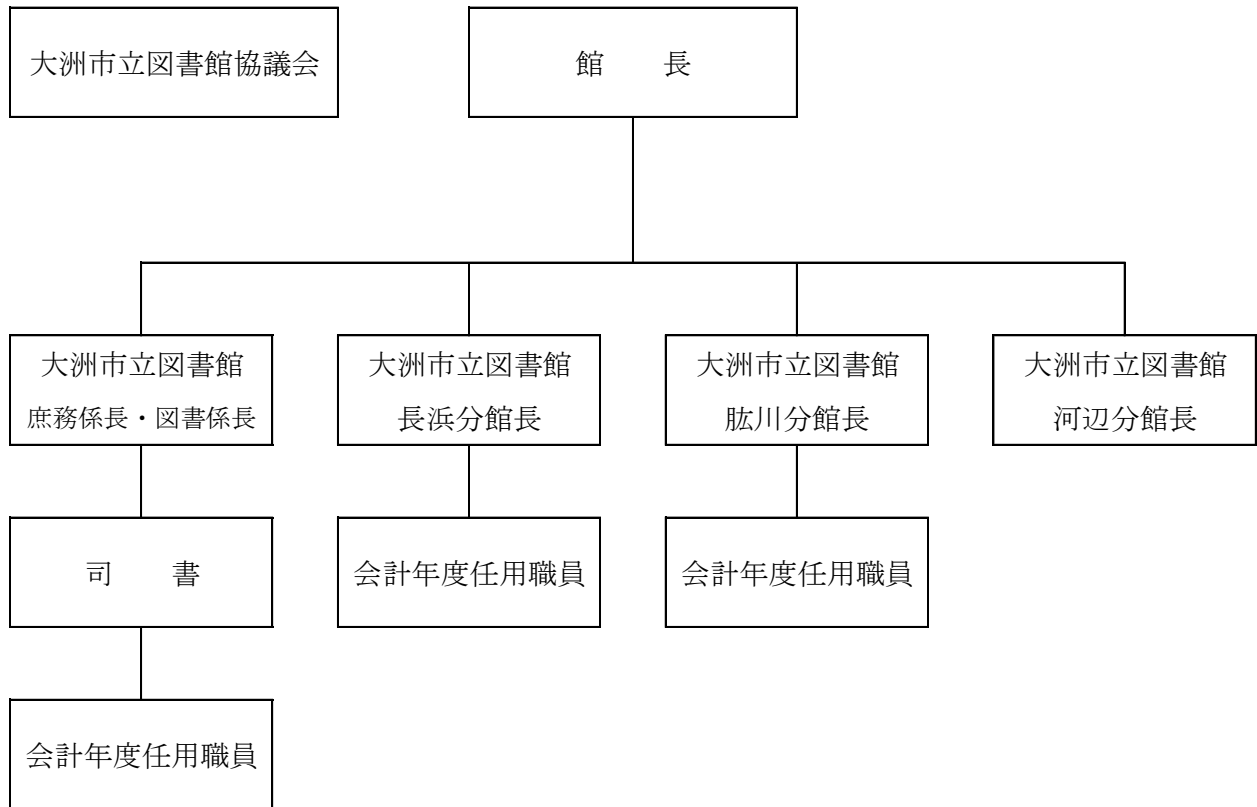 大洲市立図書館協議会
館　　長
大洲市立図書館
庶務係長・図書係長
大洲市立図書館
長浜分館長
大洲市立図書館
肱川分館長
大洲市立図書館
河辺分館長
司　　書
会計年度任用職員
会計年度任用職員
会計年度任用職員